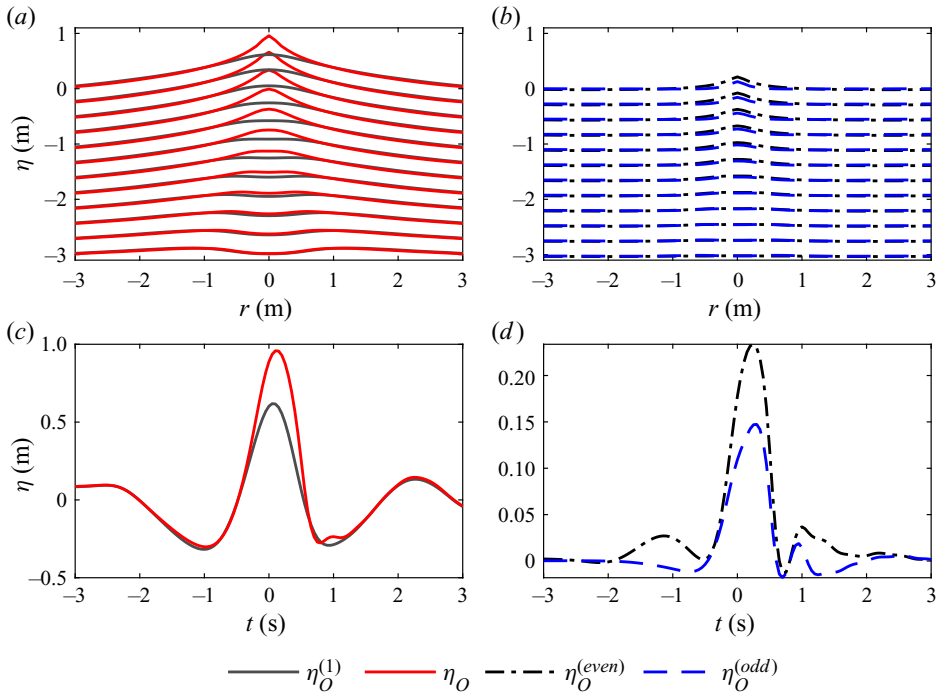 (a) (b)
1 1
0 0
η (m) –1 –1
–2 –2
–3 –3
–3 –2 –1 0 1 2 3 –3 –2 –1 0 1 2 3
r (m) r (m)
(c) (d)
1.0 0.20
0.5 0.15
η (m) 0.10
0 0.05
–0.5 0
–3 –2 –1 0 1 2 3 –3 –2 –1 0 1 2 3
t (s) t (s)
η_O^(1) η_O η_O^(even) η_O^(odd)